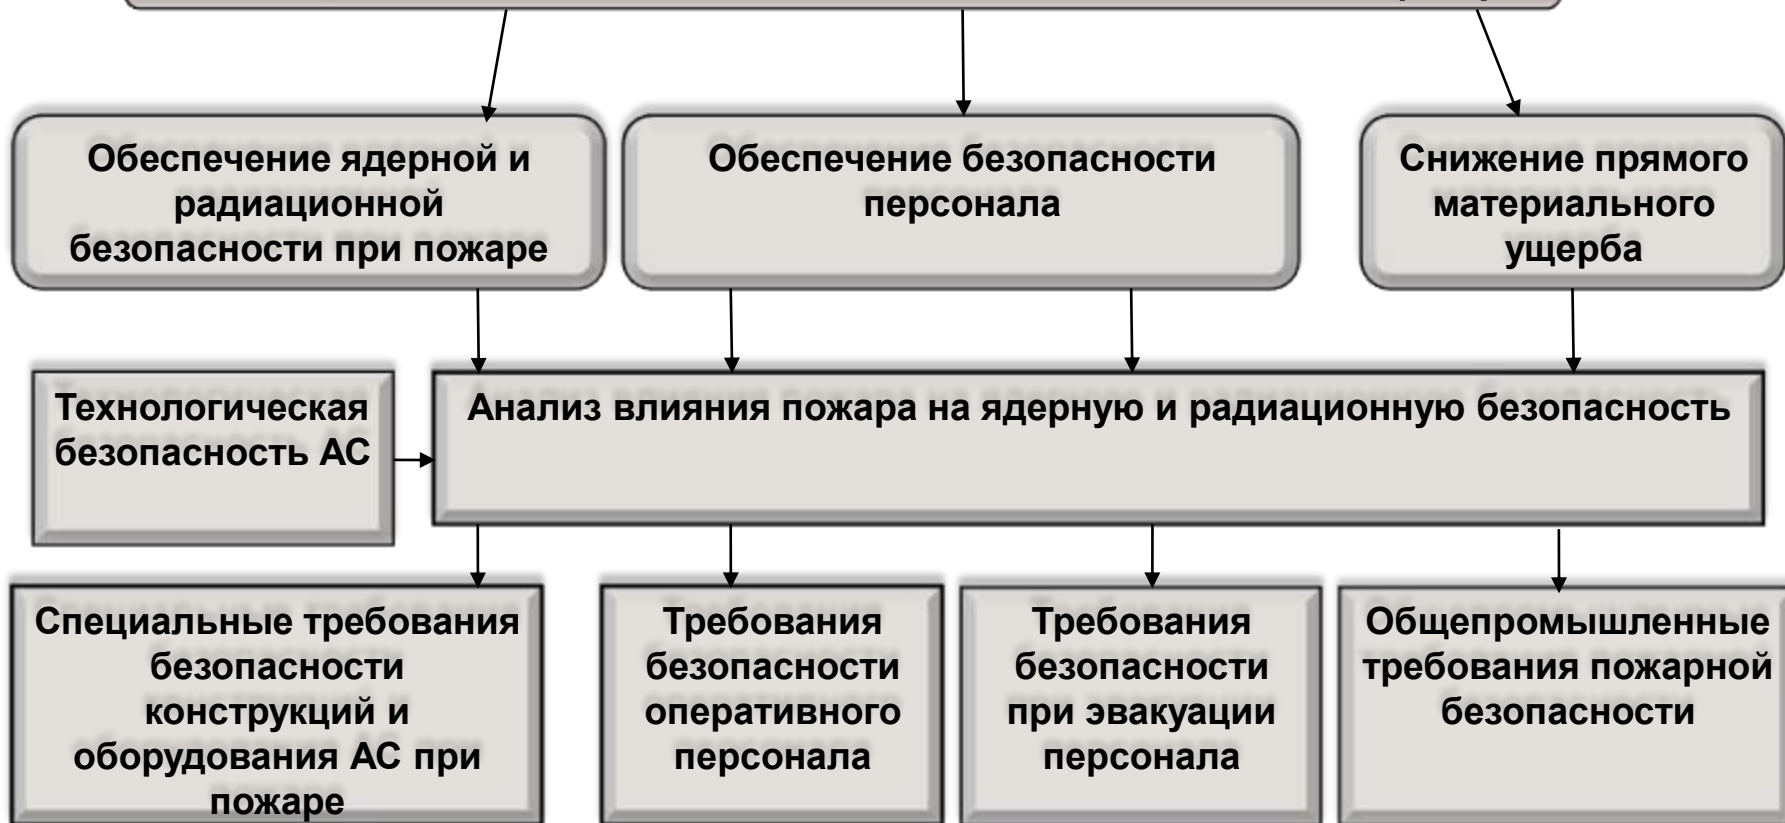 Обеспечение ядерной и
радиационной
безопасности при пожаре
Обеспечение безопасности
персонала
Снижение прямого
материального
ущерба
Технологическая
безопасность АС
Анализ влияния пожара на ядерную и радиационную безопасность
Специальные требования
безопасности
конструкций и
оборудования АС при
пожаре
Требования
безопасности
оперативного
персонала
Требования
безопасности
при эвакуации
персонала
Общепромышленные
требования пожарной
безопасности